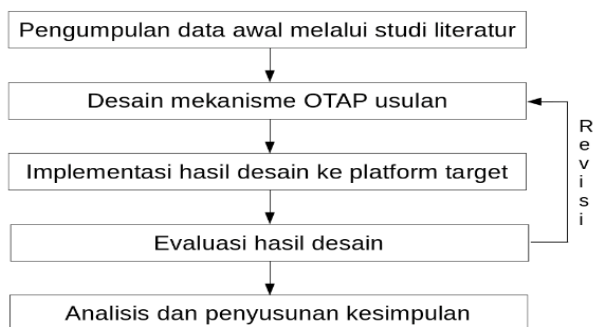 Pengumpulan data awal melalui studi literatur
Desain mekanisme OTAP usulan
Revisi
Implementasi hasil desain ke platform target
Evaluasi hasil desain
Analisis dan penyusunan kesimpulan